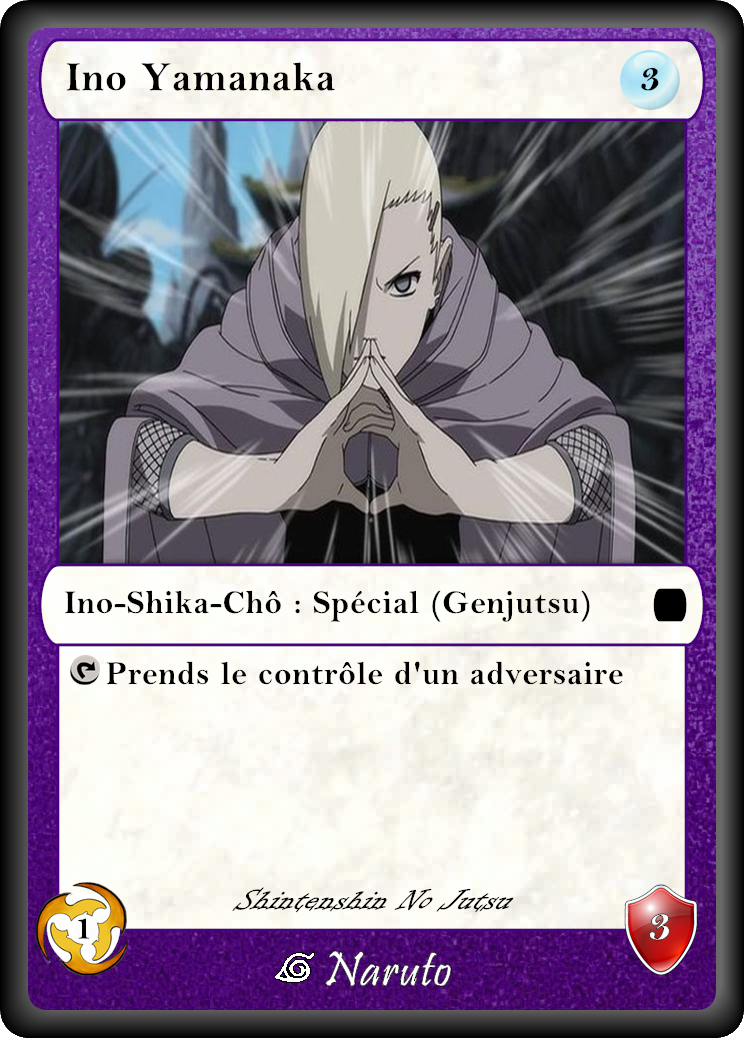 Ino Yamanaka
3
Ino-Shika-Chô : Spécial (Genjutsu)
Prends le contrôle d'un adversaire
Shintenshin No Jutsu
1
3
Naruto